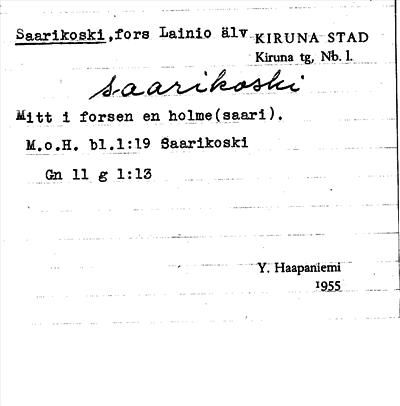 Saarikoski, fors Lainio älv KIRUNA STAD
Kiruna tg, Nb. l.
saarikoski
Mitt i forsen en holme(saari).
M.o.H. bl.1:19 Saarikoski
Gn 11 g 1:13
Y. Haapaniemi
1955